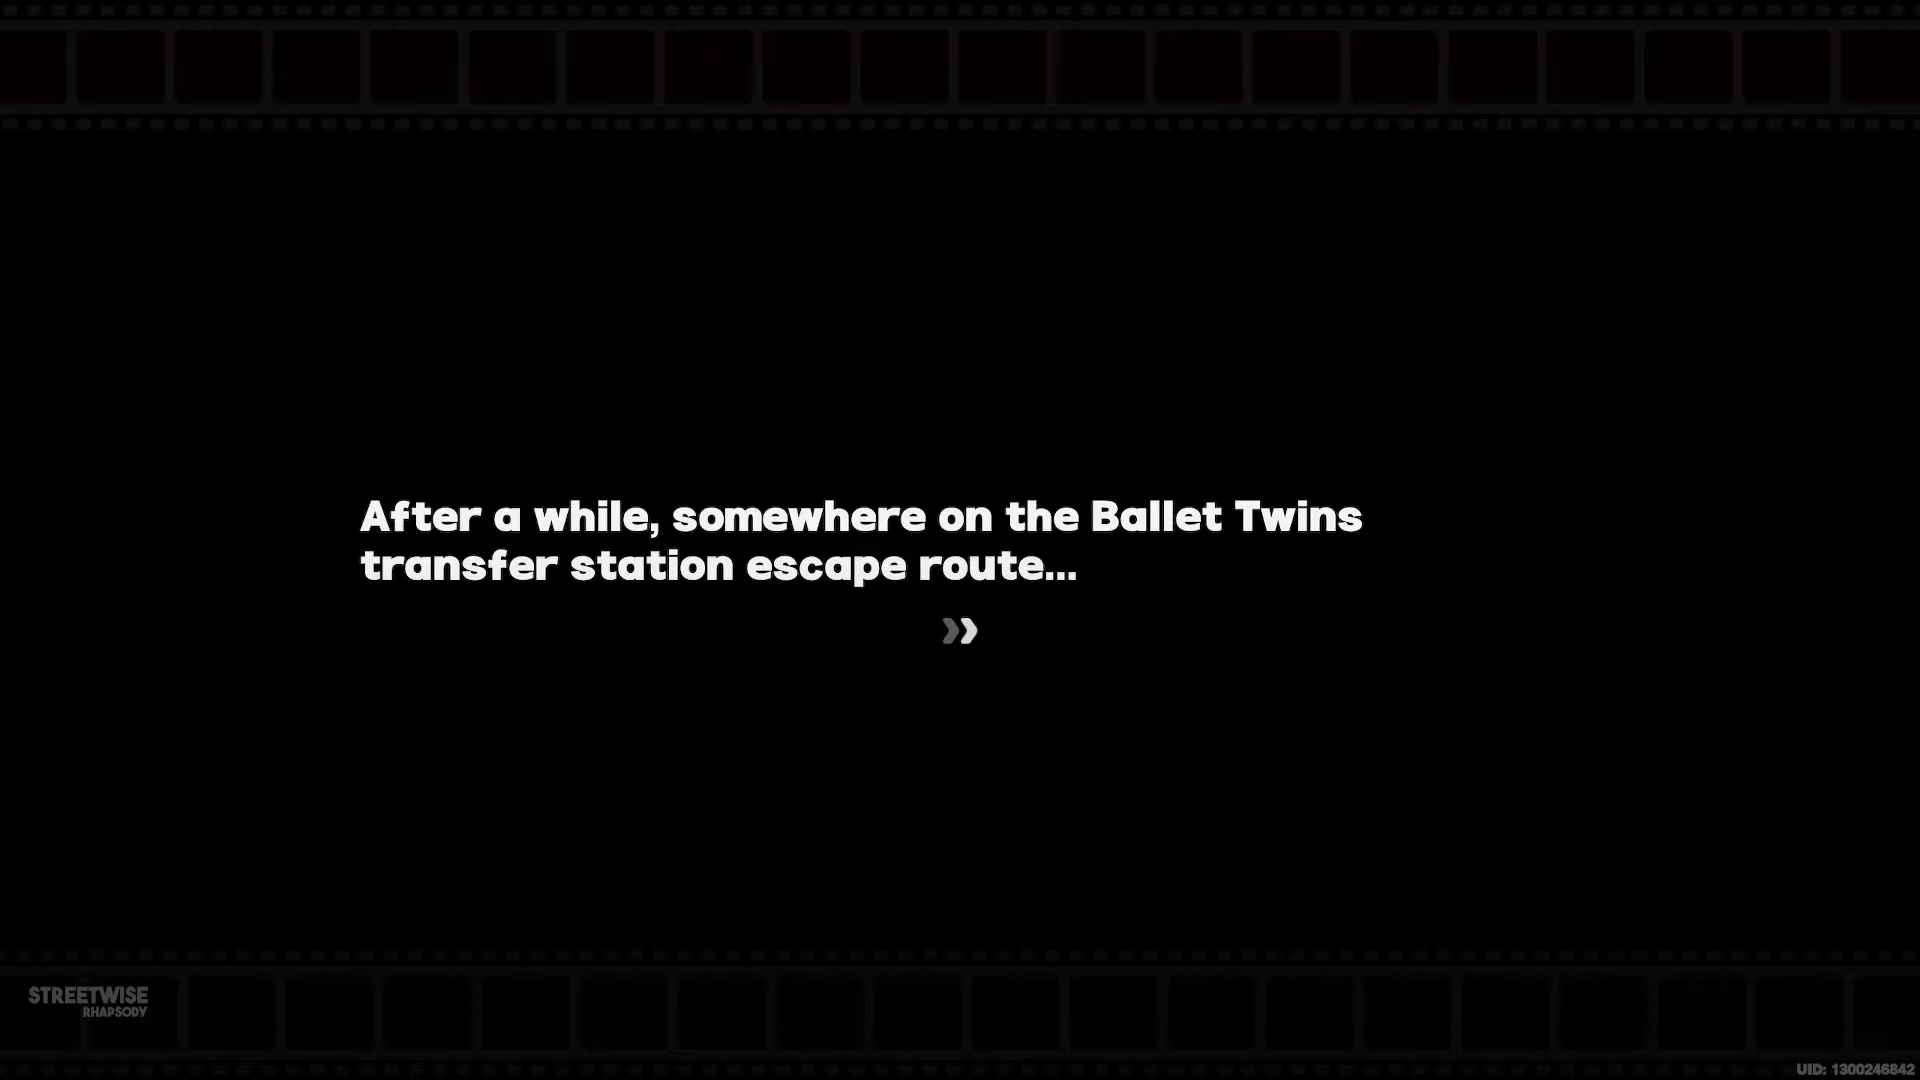 After a while, somewhere on the Ballet Twins
transfer station escape route...
STREETWISE
RHAPSODY
UID: 1300246842